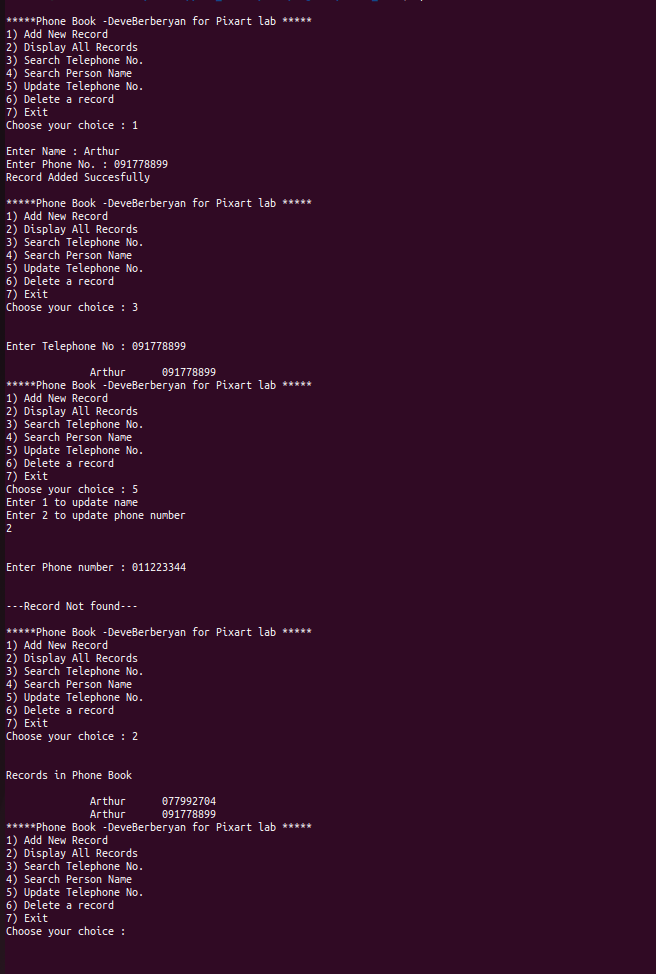 *****Phone Book -DeveBerberyan for Pixart lab *****
1) Add New Record
2) Display All Records
3) Search Telephone No.
4) Search Person Name
5) Update Telephone No.
6) Delete a record
7) Exit
Choose your choice : 1
Enter Name : Arthur
Enter Phone No. : 091778899
Record Added Succesfully
*****Phone Book -DeveBerberyan for Pixart lab *****
1) Add New Record
2) Display All Records
3) Search Telephone No.
4) Search Person Name
5) Update Telephone No.
6) Delete a record
7) Exit
Choose your choice : 3
Enter Telephone No : 091778899
Arthur 091778899
*****Phone Book -DeveBerberyan for Pixart lab *****
1) Add New Record
2) Display All Records
3) Search Telephone No.
4) Search Person Name
5) Update Telephone No.
6) Delete a record
7) Exit
Choose your choice : 5
Enter 1 to update name
Enter 2 to update phone number
2
Enter Phone number : 011223344
---Record Not found---
*****Phone Book -DeveBerberyan for Pixart lab *****
1) Add New Record
2) Display All Records
3) Search Telephone No.
4) Search Person Name
5) Update Telephone No.
6) Delete a record
7) Exit
Choose your choice : 2
Records in Phone Book
Arthur 077992704
Arthur 091778899
*****Phone Book -DeveBerberyan for Pixart lab *****
1) Add New Record
2) Display All Records
3) Search Telephone No.
4) Search Person Name
5) Update Telephone No.
6) Delete a record
7) Exit
Choose your choice :